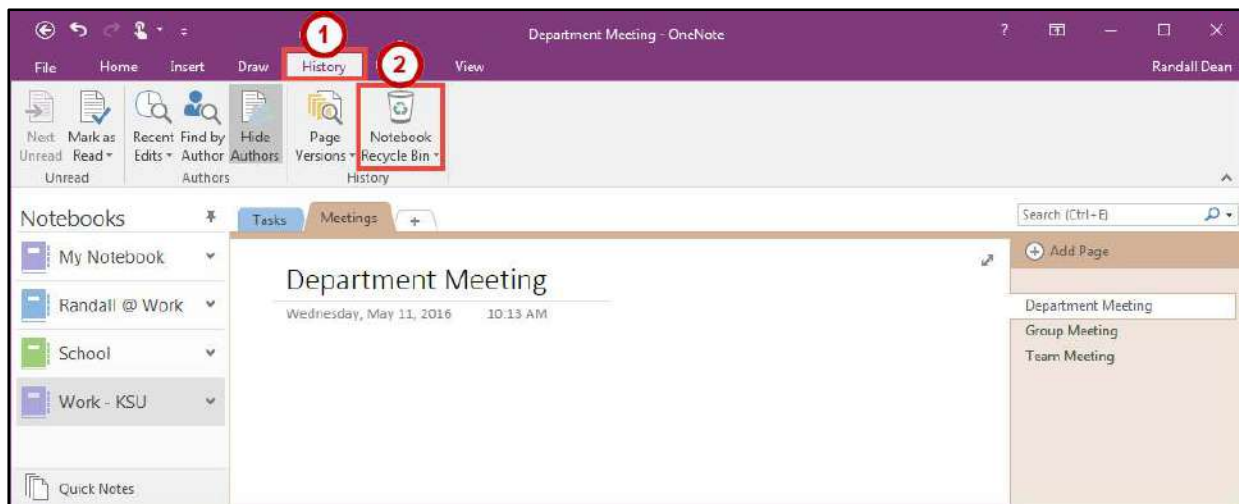 Department Meeting - OneNote
?
1
File Home Insert Draw History 2 View Randall Dean
Next Unread
Mark as Read
Recent Edits
Find by Author
Hide Authors
Page Versions
Notebook Recycle Bin
Unread Authors History
Notebooks
Tasks Meetings +
Search (Ctrl+E)
My Notebook
Randall @ Work
School
Work - KSU
Quick Notes
Department Meeting
Wednesday, May 11, 2016 10:13 AM
Add Page
Department Meeting
Group Meeting
Team Meeting